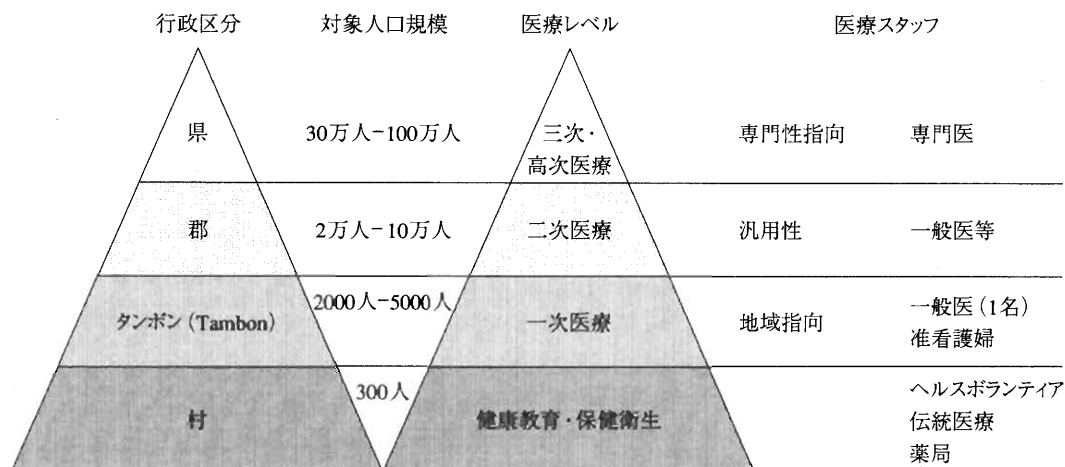 行政区分 対象人口規模 医療レベル 医療スタッフ
県 30万人-100万人 三次・高次医療 専門性指向 専門医
郡 2万人-10万人 二次医療 汎用性 一般医等
タンボン (Tambon) 2000人-5000人 一次医療 地域指向 一般医 (1名)
准看護婦
村 300人 健康教育・保健衛生 ヘルスボランティア
伝統医療
薬局